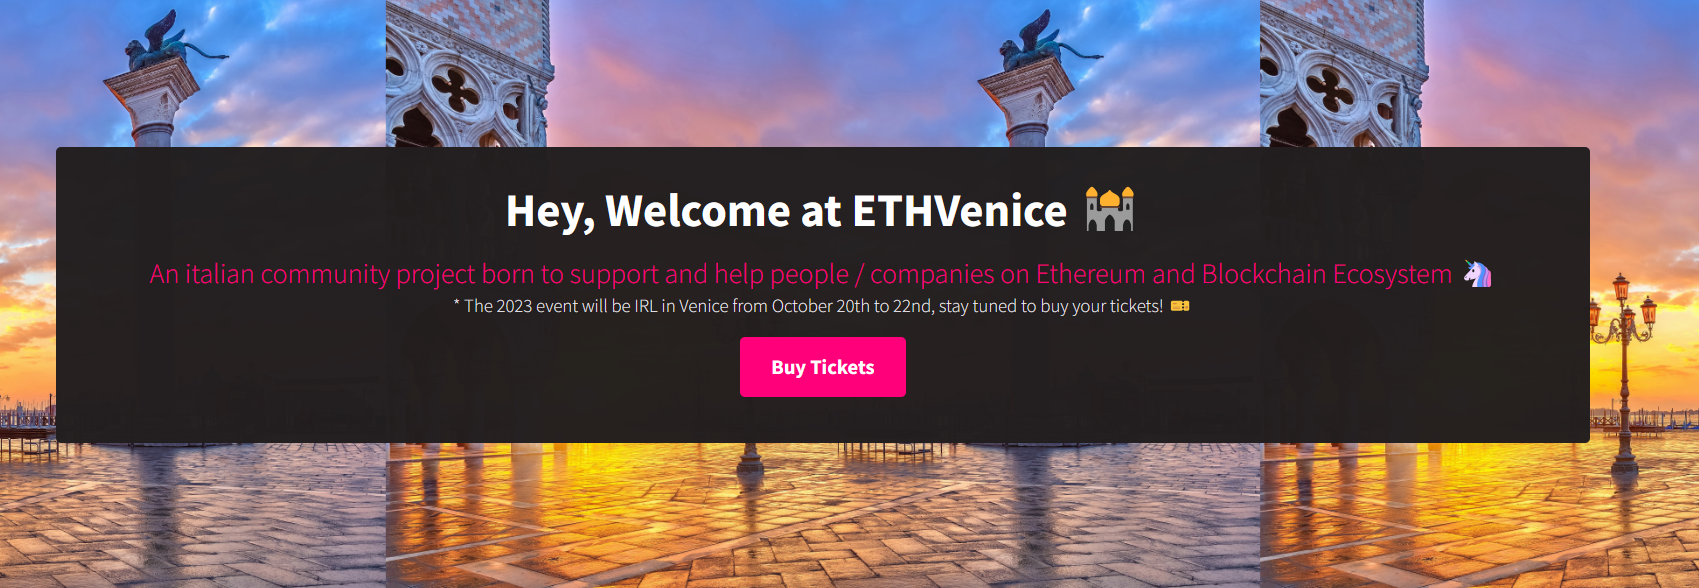 Hey, Welcome at ETHVenice 🕌
An italian community project born to support and help people / companies on Ethereum and Blockchain Ecosystem 🦄
* The 2023 event will be IRL in Venice from October 20th to 22nd, stay tuned to buy your tickets! 🎫
Buy Tickets